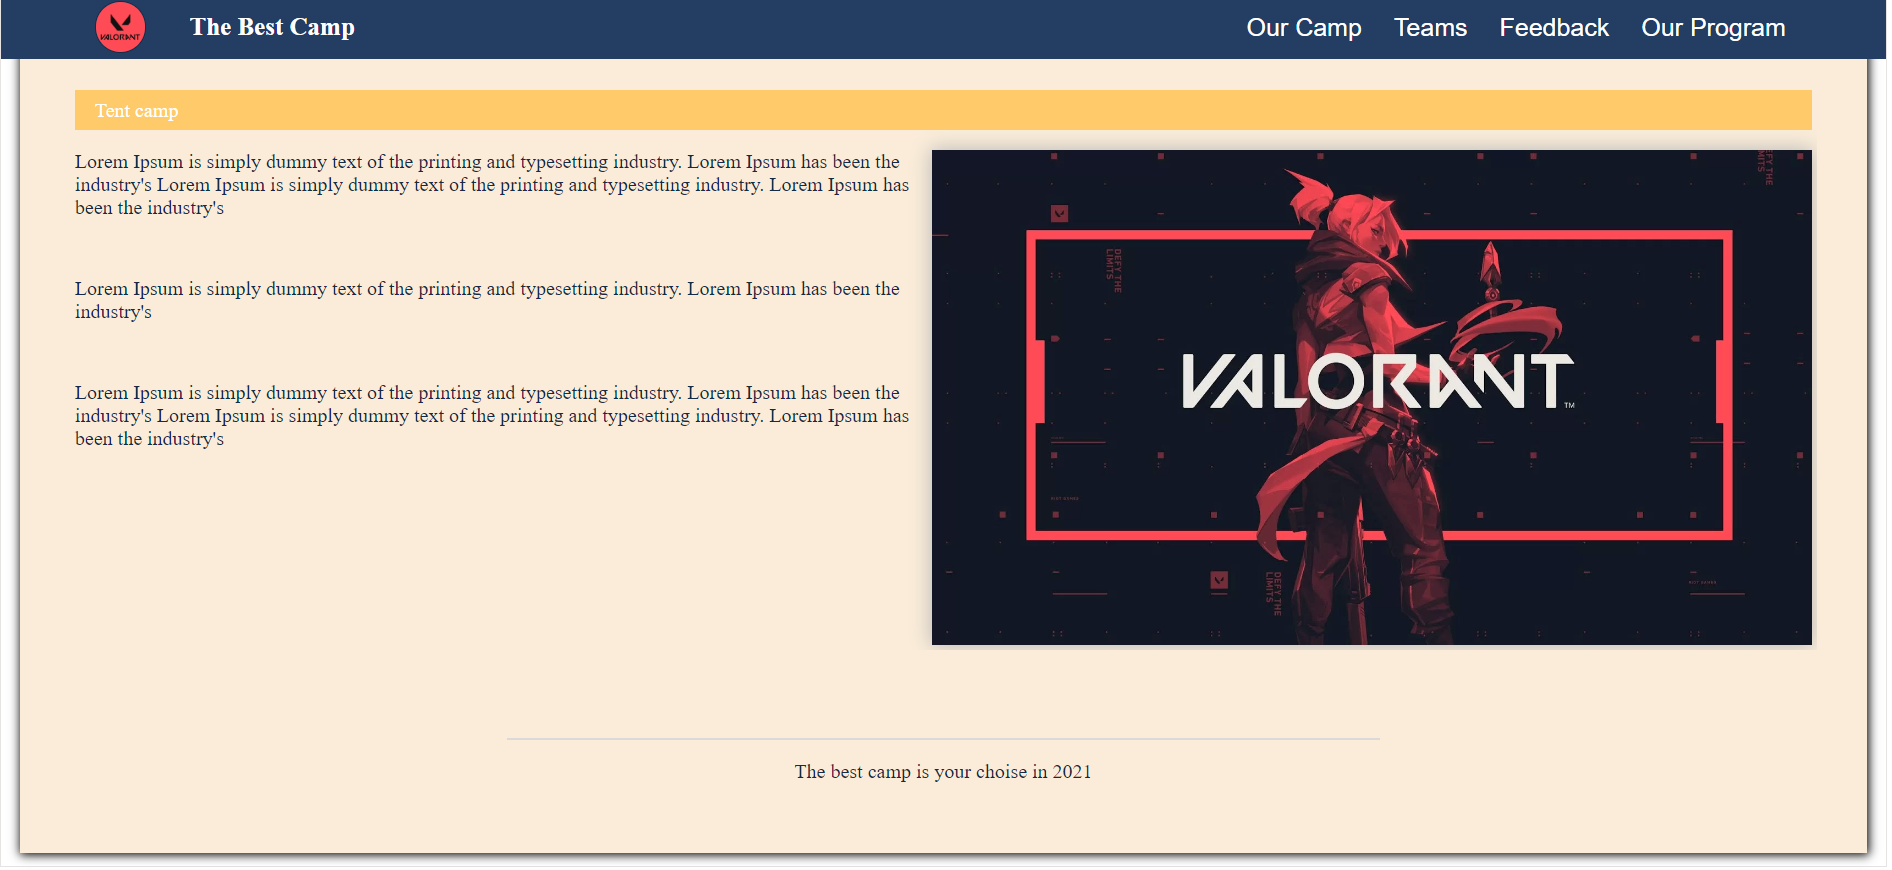 VALORANT
The Best Camp
Our Camp Teams Feedback Our Program
Tent camp
Lorem Ipsum is simply dummy text of the printing and typesetting industry. Lorem Ipsum has been the
industry's Lorem Ipsum is simply dummy text of the printing and typesetting industry. Lorem Ipsum has
been the industry's
Lorem Ipsum is simply dummy text of the printing and typesetting industry. Lorem Ipsum has been the
industry's
Lorem Ipsum is simply dummy text of the printing and typesetting industry. Lorem Ipsum has been the
industry's Lorem Ipsum is simply dummy text of the printing and typesetting industry. Lorem Ipsum has
been the industry's
DEFY THE
LIMITS
VALORANT™
RIOT GAMES
DEFY THE
LIMITS
RIOT GAMES
The best camp is your choise in 2021